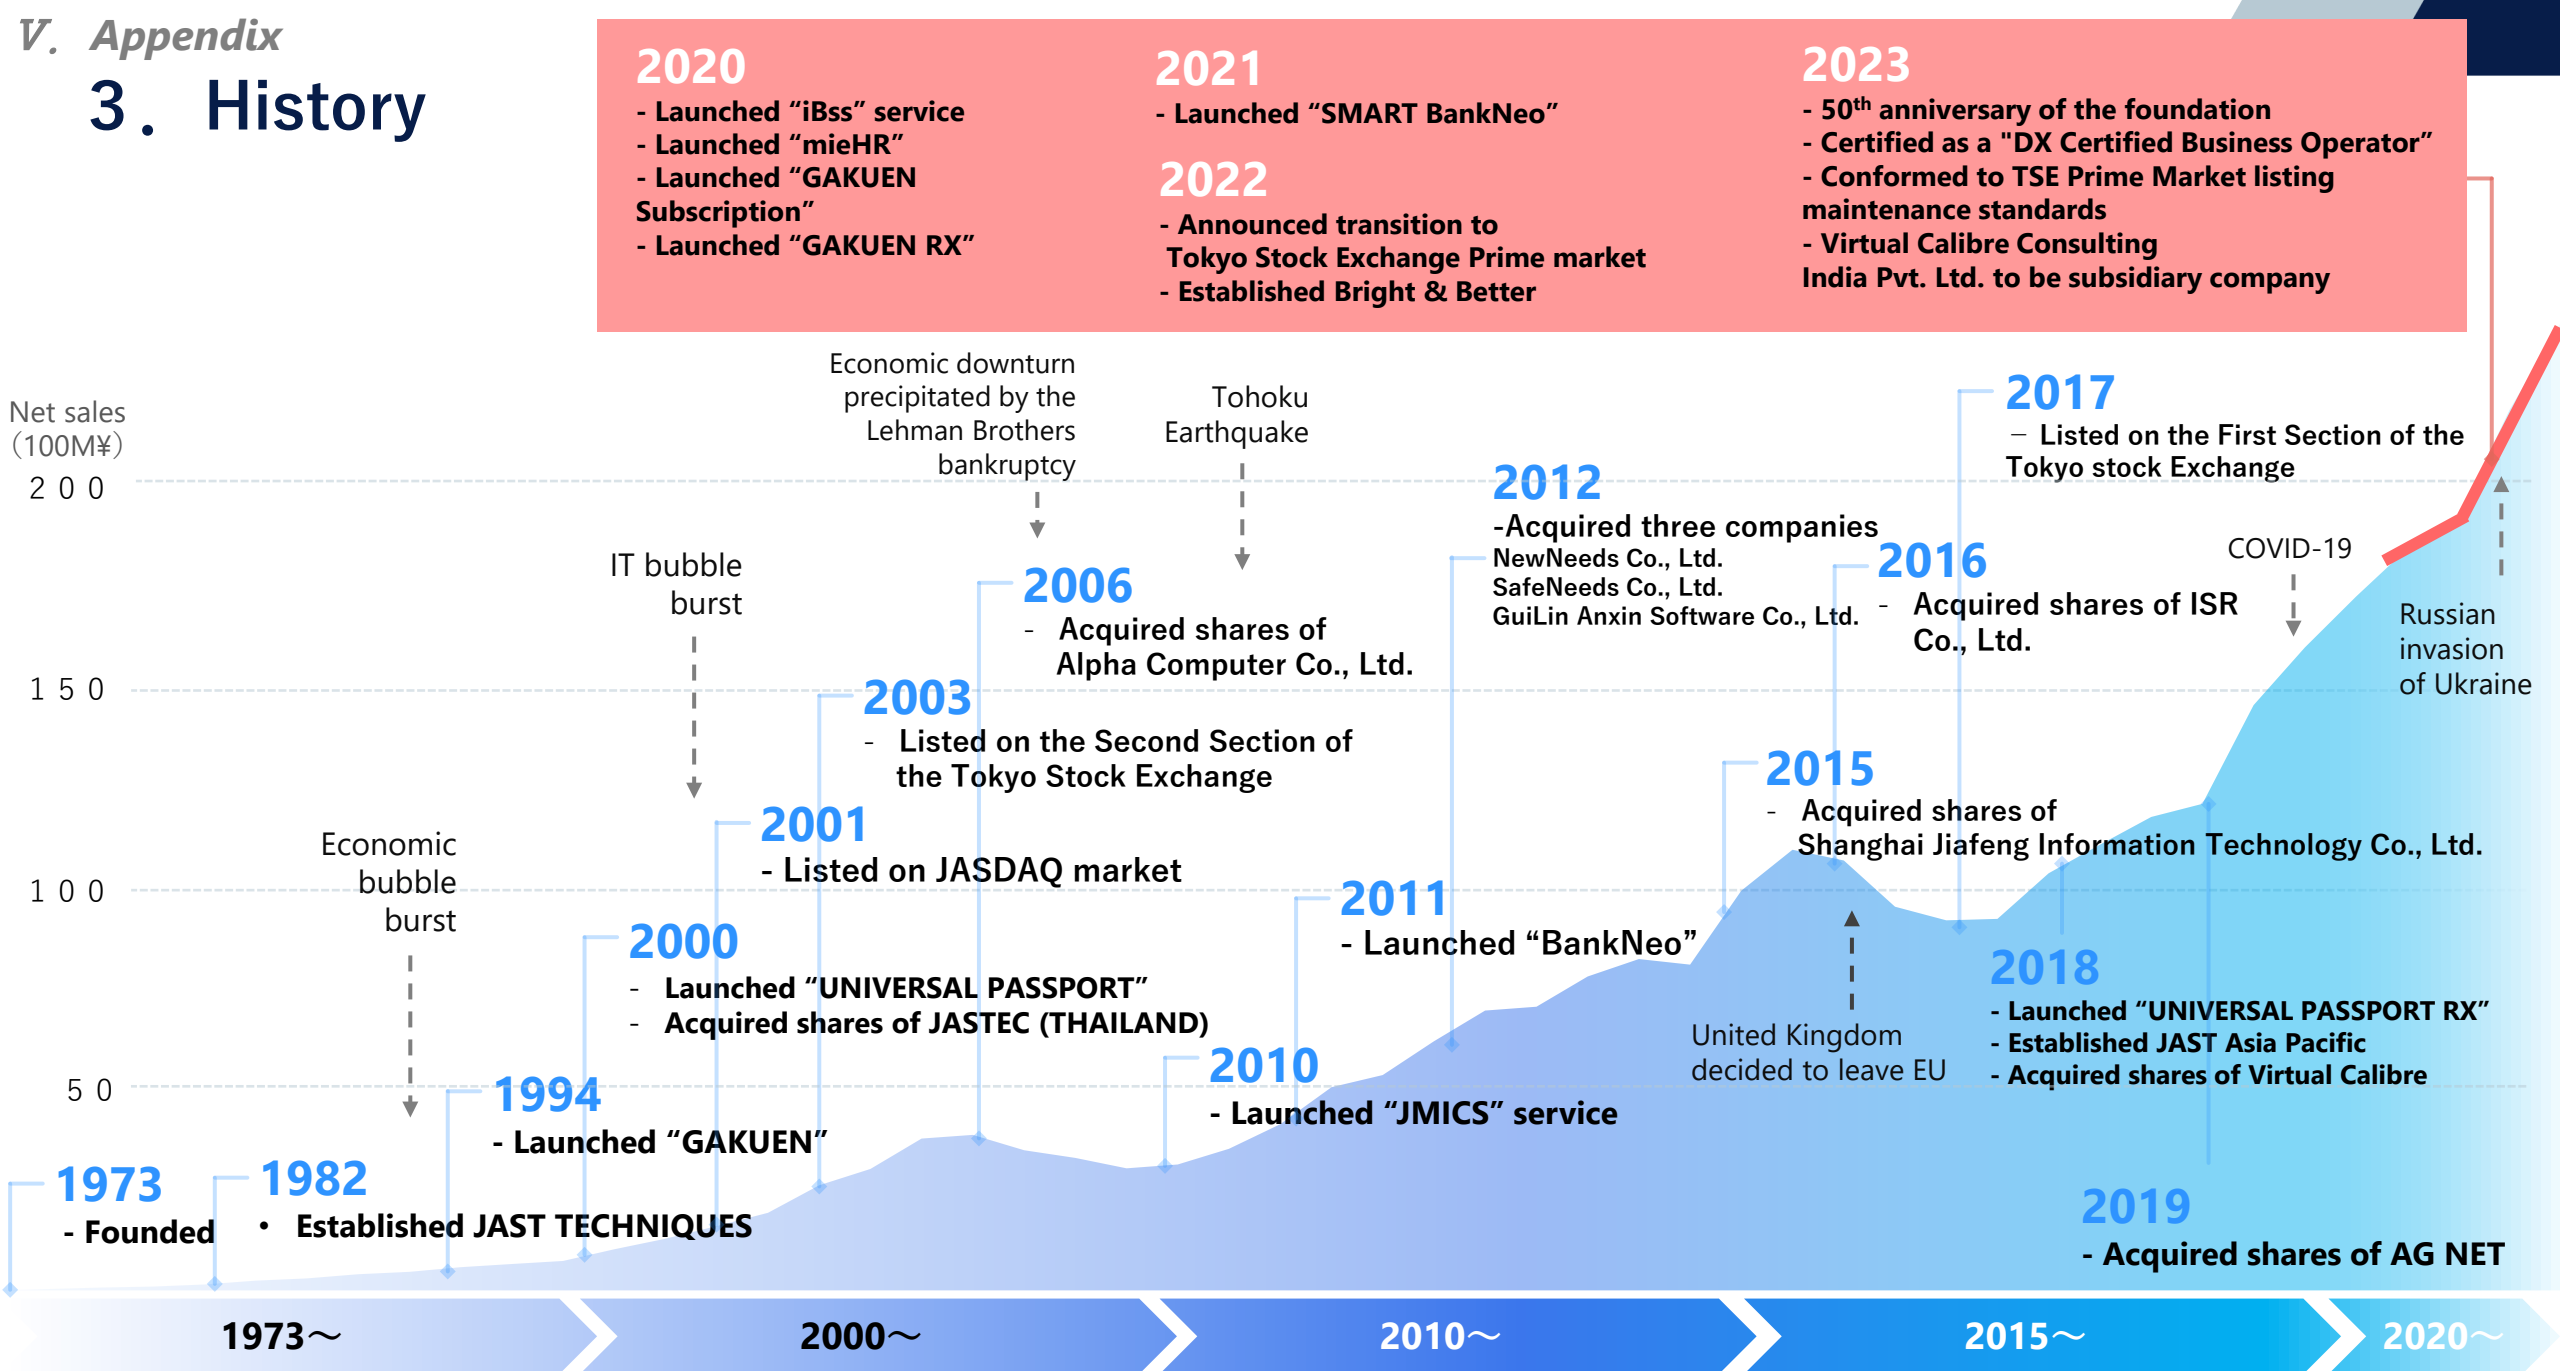 V. Appendix
3．History
2020
- Launched “iBss” service
- Launched “mieHR”
- Launched “GAKUEN
Subscription”
- Launched “GAKUEN RX”
2021
- Launched “SMART BankNeo”
2022
- Announced transition to
Tokyo Stock Exchange Prime market
- Established Bright & Better
2023
- 50th anniversary of the foundation
- Certified as a "DX Certified Business Operator”
- Conformed to TSE Prime Market listing
maintenance standards
- Virtual Calibre Consulting
India Pvt. Ltd. to be subsidiary company
Net sales
（100M¥）
200
150
100
50
Economic downturn
precipitated by the
Lehman Brothers
bankruptcy
Tohoku
Earthquake
IT bubble
burst
Economic
bubble
burst
COVID-19
Russian
invasion
of Ukraine
United Kingdom
decided to leave EU
1973
- Founded
1982
• Established JAST TECHNIQUES
1994
- Launched “GAKUEN”
2000
- Launched “UNIVERSAL PASSPORT”
- Acquired shares of JASTEC (THAILAND)
2001
- Listed on JASDAQ market
2003
- Listed on the Second Section of
the Tokyo Stock Exchange
2006
- Acquired shares of
Alpha Computer Co., Ltd.
2010
- Launched “JMICS” service
2011
- Launched “BankNeo”
2012
-Acquired three companies
NewNeeds Co., Ltd.
SafeNeeds Co., Ltd.
GuiLin Anxin Software Co., Ltd.
2015
- Acquired shares of
Shanghai Jiafeng Information Technology Co., Ltd.
2016
- Acquired shares of ISR
Co., Ltd.
2017
－ Listed on the First Section of the
Tokyo stock Exchange
2018
- Launched “UNIVERSAL PASSPORT RX”
- Established JAST Asia Pacific
- Acquired shares of Virtual Calibre
2019
- Acquired shares of AG NET
1973～
2000～
2010～
2015～
2020～